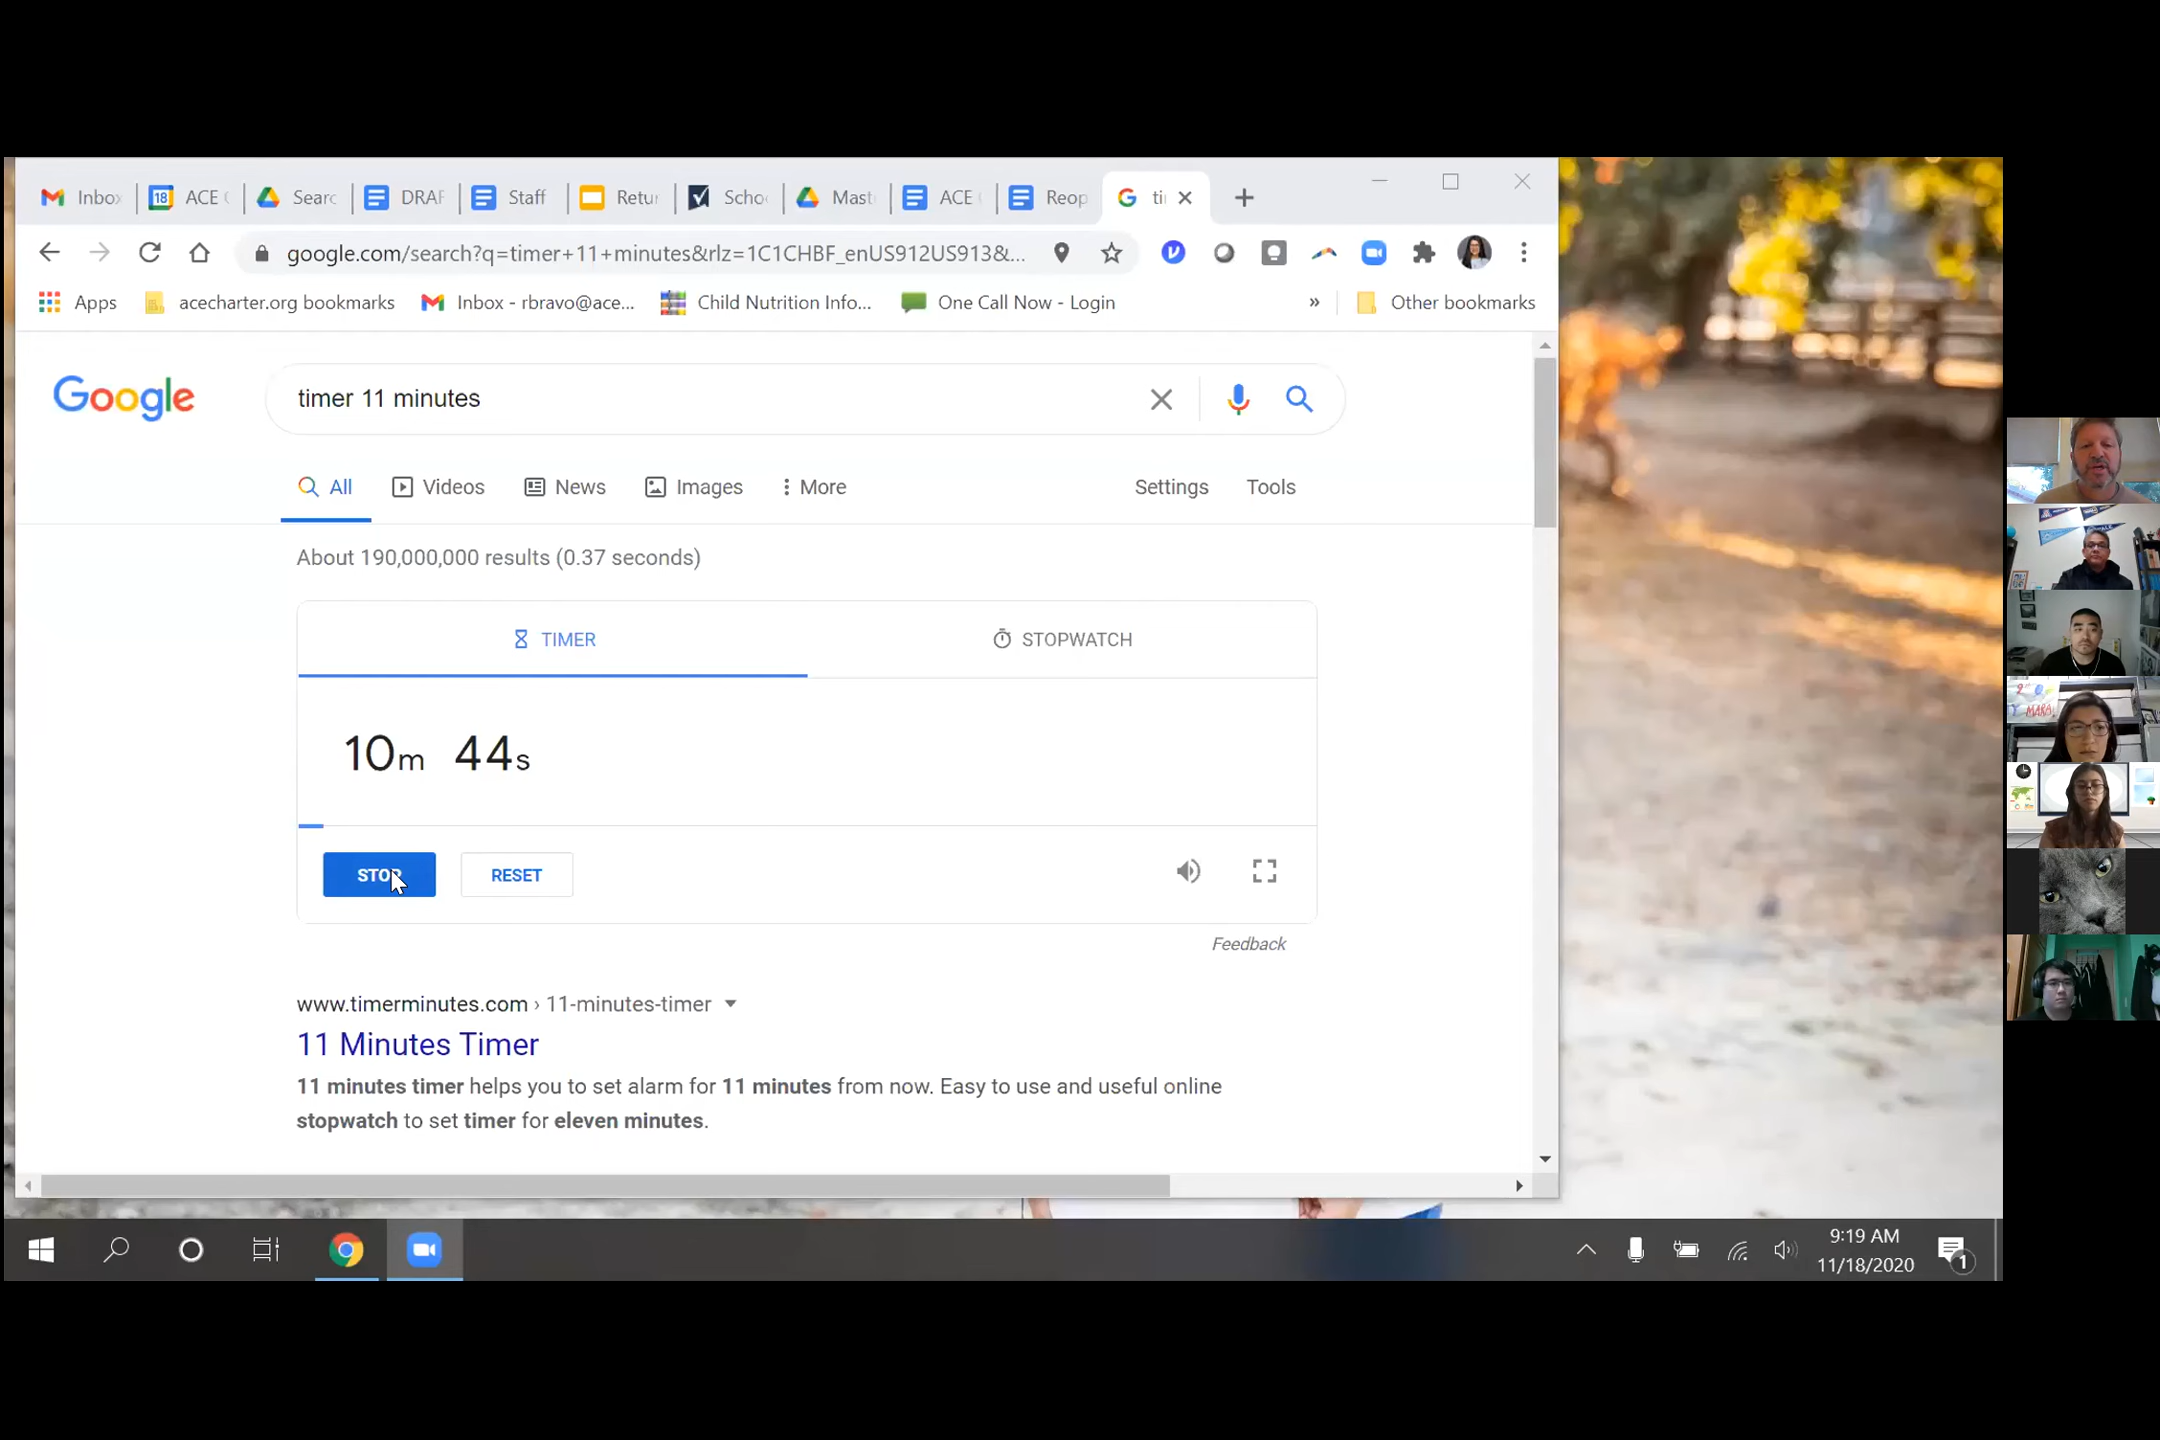 Inbox
18 ACE
Searc
DRAF
Staff
Retur
Scho
Mast
ACE
Reop
google.com/search?q=timer+11+minutes&rlz=1C1CHBF_enUS912US913&...
Apps
acecharter.org bookmarks
Inbox - rbravo@ace...
Child Nutrition Info...
One Call Now - Login
»
Other bookmarks
Google
timer 11 minutes
All
Videos
News
Images
More
Settings
Tools
About 190,000,000 results (0.37 seconds)
TIMER
STOPWATCH
10m 44s
STOP
RESET
Feedback
www.timerminutes.com › 11-minutes-timer
11 Minutes Timer
11 minutes timer helps you to set alarm for 11 minutes from now. Easy to use and useful online
stopwatch to set timer for eleven minutes.
9:19 AM
11/18/2020
1